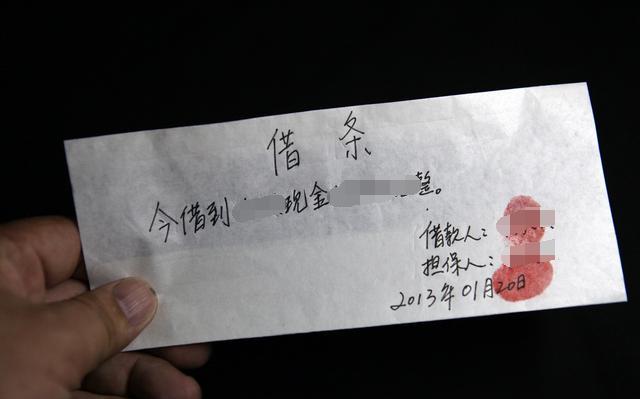 借条
今借到现金整。
借款人：
担保人：
2013年01月20日